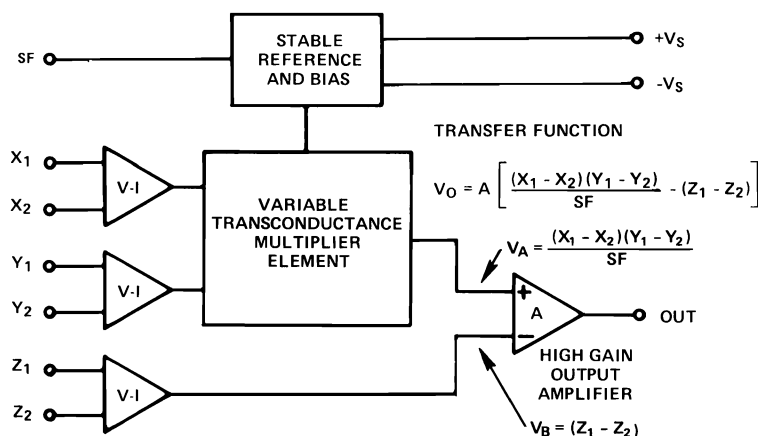 STABLE
REFERENCE
AND BIAS
SF
+VS
-VS
TRANSFER FUNCTION
VO = A [ (X1 - X2)(Y1 - Y2) / SF - (Z1 - Z2) ]
X1
X2
V-I
VARIABLE
TRANSCONDUCTANCE
MULTIPLIER
ELEMENT
VA = (X1 - X2)(Y1 - Y2) / SF
Y1
Y2
V-I
+
A
−
OUT
HIGH GAIN
OUTPUT
AMPLIFIER
Z1
Z2
V-I
VB = (Z1 - Z2)